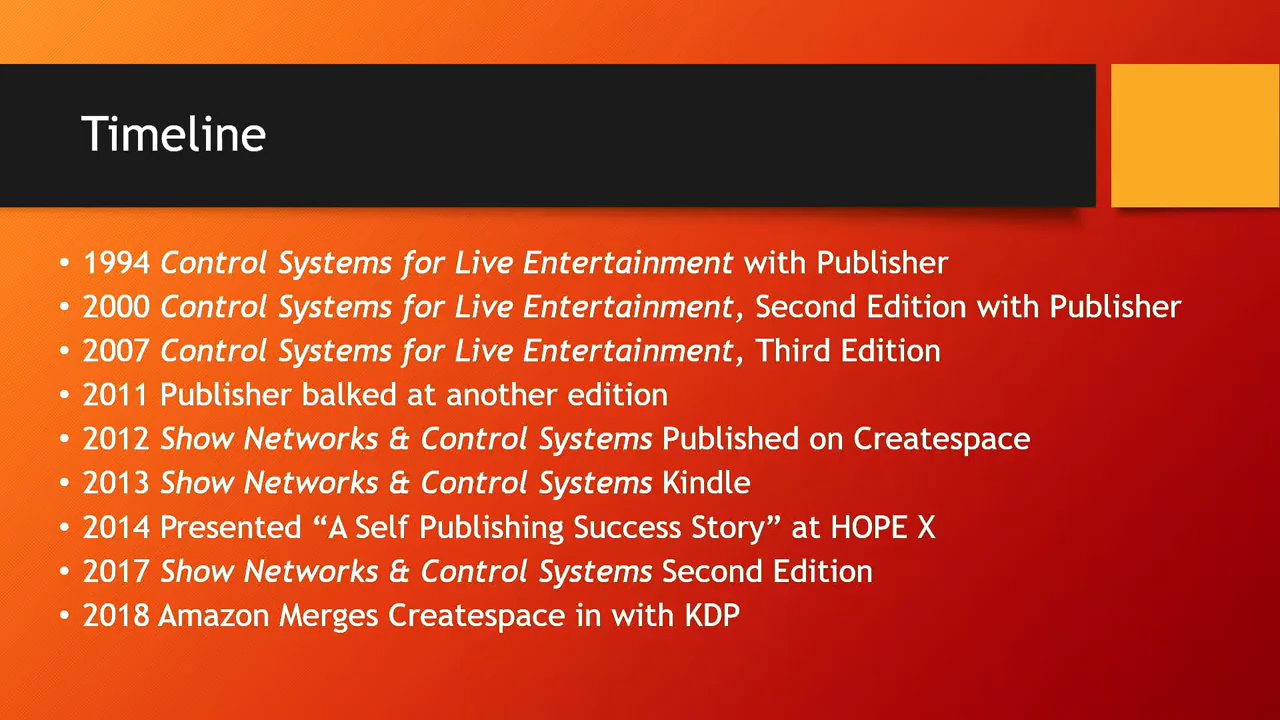 Timeline
• 1994 Control Systems for Live Entertainment with Publisher
• 2000 Control Systems for Live Entertainment, Second Edition with Publisher
• 2007 Control Systems for Live Entertainment, Third Edition
• 2011 Publisher balked at another edition
• 2012 Show Networks & Control Systems Published on Createspace
• 2013 Show Networks & Control Systems Kindle
• 2014 Presented “A Self Publishing Success Story” at HOPE X
• 2017 Show Networks & Control Systems Second Edition
• 2018 Amazon Merges Createspace in with KDP